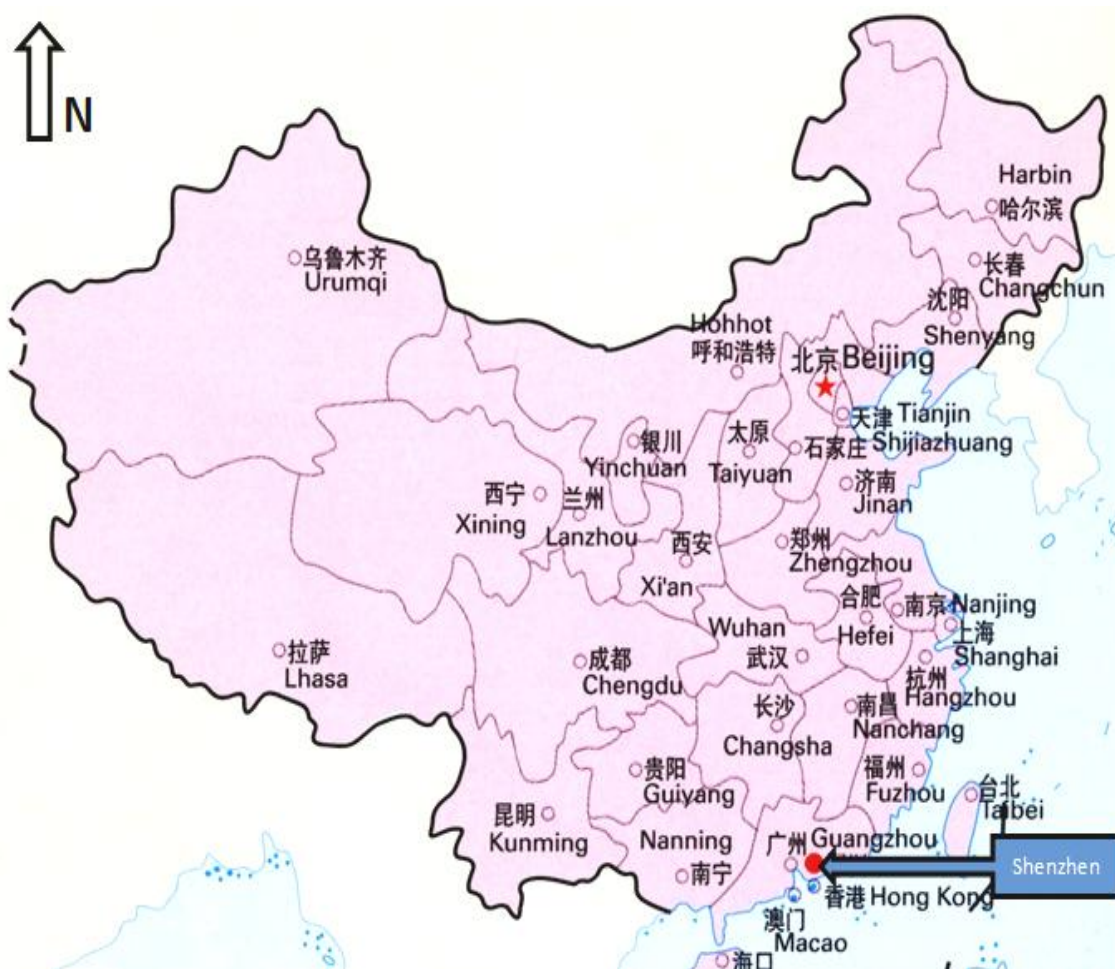 N
Harbin
哈尔滨
乌鲁木齐
Urumqi
长春
Changchun
沈阳
Shenyang
Hohhot
呼和浩特
北京 Beijing
天津 Tianjin
银川
Yinchuan
太原
Taiyuan
石家庄 Shijiazhuang
济南
Jinan
西宁
Xining
兰州
Lanzhou
西安
Xi'an
郑州
Zhengzhou
合肥
Hefei
南京 Nanjing
上海
Shanghai
Wuhan
武汉
拉萨
Lhasa
成都
Chengdu
杭州
Hangzhou
长沙
Changsha
南昌
Nanchang
贵阳
Guiyang
福州
Fuzhou
台北
Taibei
昆明
Kunming
Nanning
南宁
广州 Guangzhou
Shenzhen
香港 Hong Kong
澳门
Macao
海口